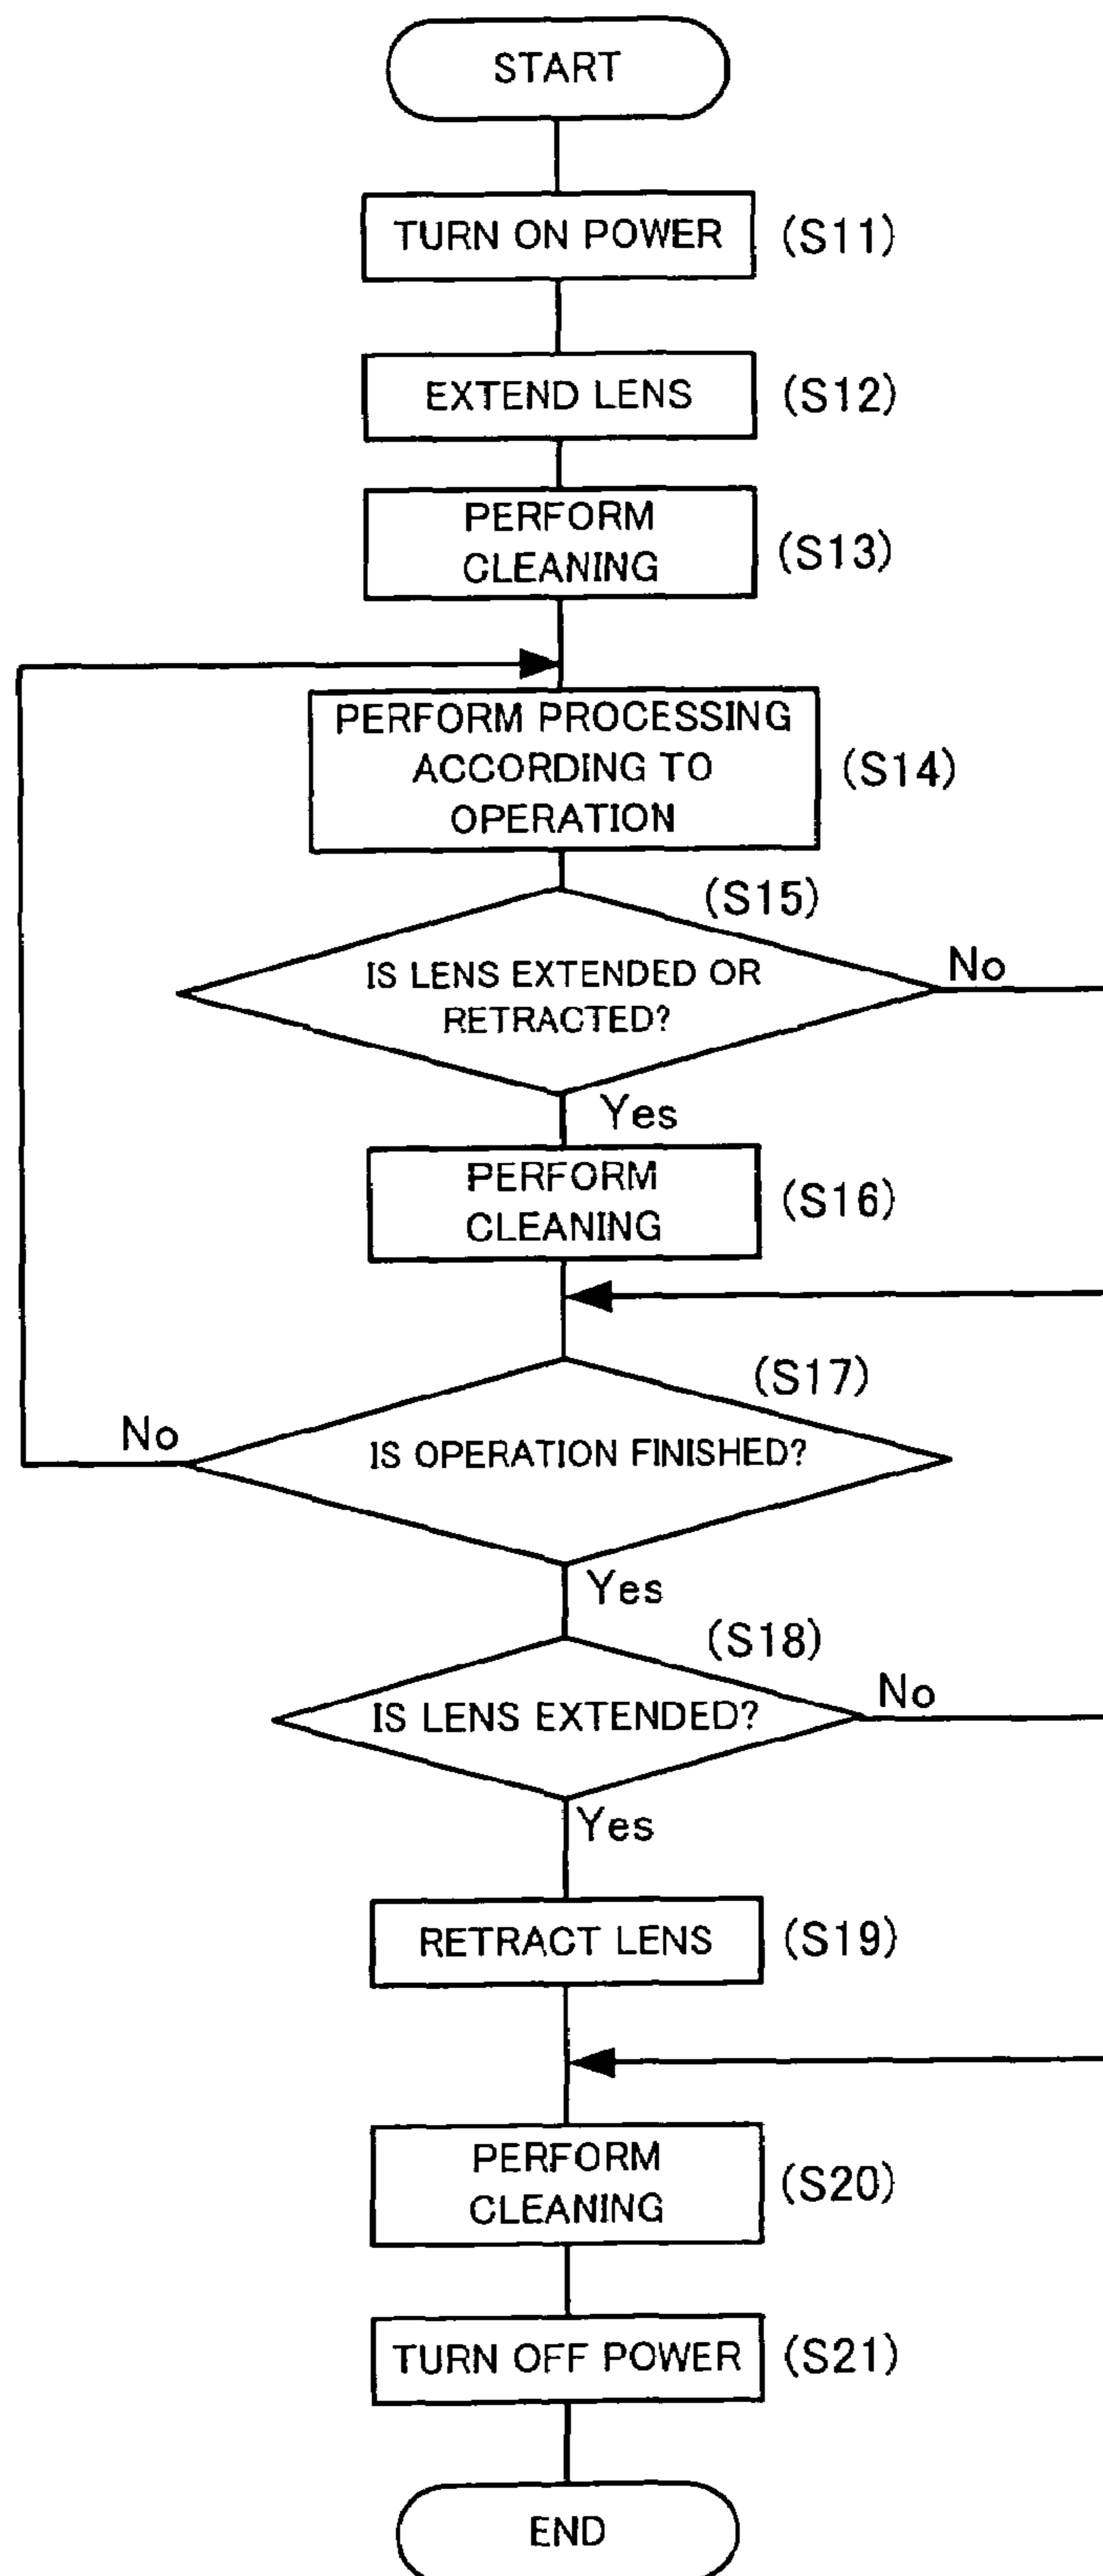 START
TURN ON POWER (S11)
EXTEND LENS (S12)
PERFORM
CLEANING
(S13)
PERFORM PROCESSING
ACCORDING TO
OPERATION
(S14)
(S15)
IS LENS EXTENDED OR
RETRACTED?
No
Yes
PERFORM
CLEANING
(S16)
(S17)
No
IS OPERATION FINISHED?
Yes
(S18)
No
IS LENS EXTENDED?
Yes
RETRACT LENS (S19)
PERFORM
CLEANING
(S20)
TURN OFF POWER (S21)
END